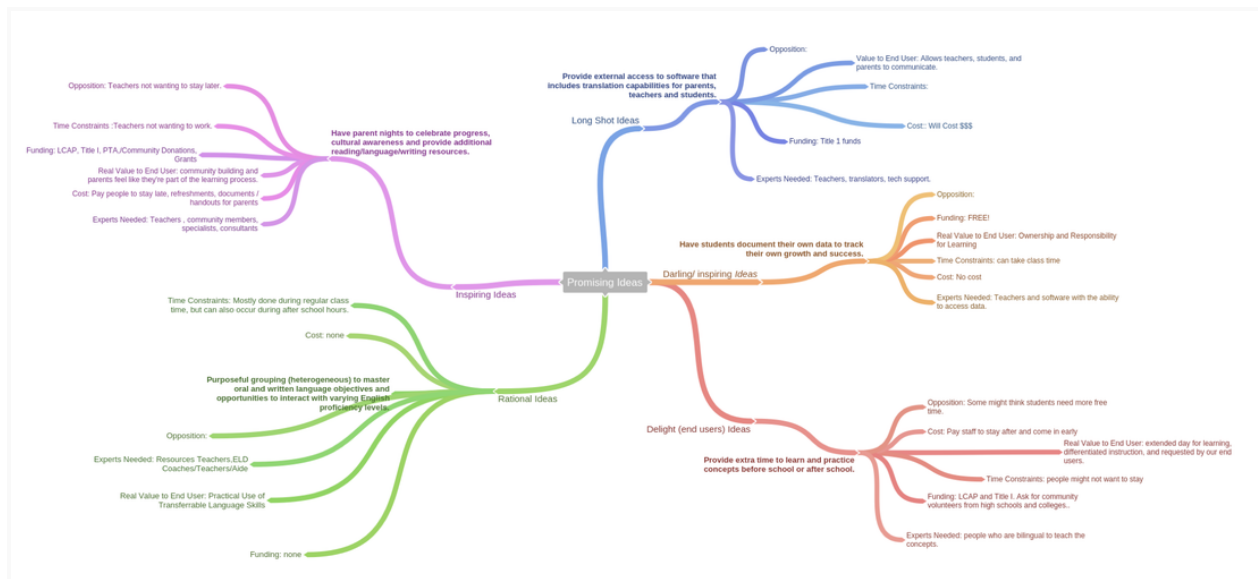 Promising Ideas
Long Shot Ideas
Provide external access to software that
includes translation capabilities for parents,
teachers and students.
Opposition:
Value to End User: Allows teachers, students, and
parents to communicate.
Time Constraints:
Cost:: Will Cost $$$
Funding: Title 1 funds
Experts Needed: Teachers, translators, tech support.
Darling/ inspiring Ideas
Have students document their own data to track
their own growth and success.
Opposition:
Funding: FREE!
Real Value to End User: Ownership and Responsibility
for Learning
Time Constraints: can take class time
Cost: No cost
Experts Needed: Teachers and software with the ability
to access data.
Delight (end users) Ideas
Provide extra time to learn and practice
concepts before school or after school.
Opposition: Some might think students need more free
time.
Cost: Pay staff to stay after and come in early
Real Value to End User: extended day for learning,
differentiated instruction, and requested by our end
users.
Time Constraints: people might not want to stay
Funding: LCAP and Title I. Ask for community
volunteers from high schools and colleges..
Experts Needed: people who are bilingual to teach the
concepts.
Inspiring Ideas
Have parent nights to celebrate progress,
cultural awareness and provide additional
reading/language/writing resources.
Opposition: Teachers not wanting to stay later.
Time Constraints :Teachers not wanting to work.
Funding: LCAP, Title I, PTA,/Community Donations,
Grants
Real Value to End User: community building and
parents feel like they're part of the learning process.
Cost: Pay people to stay late, refreshments, documents /
handouts for parents
Experts Needed: Teachers , community members,
specialists, consultants
Rational Ideas
Time Constraints: Mostly done during regular class
time, but can also occur during after school hours.
Cost: none
Purposeful grouping (heterogeneous) to master
oral and written language objectives and
opportunities to interact with varying English
proficiency levels.
Opposition:
Experts Needed: Resources Teachers,ELD
Coaches/Teachers/Aide
Real Value to End User: Practical Use of
Transferrable Language Skills
Funding: none